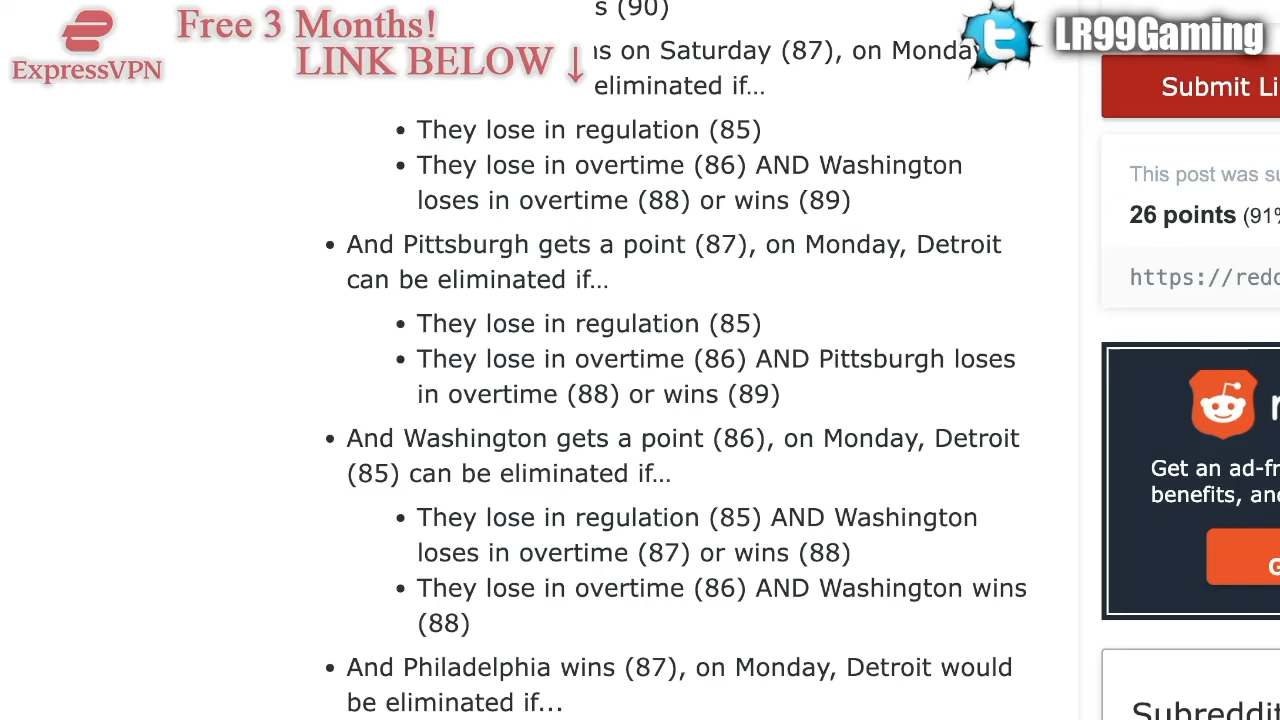 s (90)
Free 3 Months!
LINK BELOW ↓
ExpressVPN
LR99Gaming
s on Saturday (87), on Monday
eliminated if…
• They lose in regulation (85)
• They lose in overtime (86) AND Washington
loses in overtime (88) or wins (89)
• And Pittsburgh gets a point (87), on Monday, Detroit
can be eliminated if…
• They lose in regulation (85)
• They lose in overtime (86) AND Pittsburgh loses
in overtime (88) or wins (89)
• And Washington gets a point (86), on Monday, Detroit
(85) can be eliminated if…
• They lose in regulation (85) AND Washington
loses in overtime (87) or wins (88)
• They lose in overtime (86) AND Washington wins
(88)
• And Philadelphia wins (87), on Monday, Detroit would
be eliminated if...
Submit Li
This post was su
26 points (91%
https://redd
r
Get an ad-fr
benefits, and
G
Subreddit